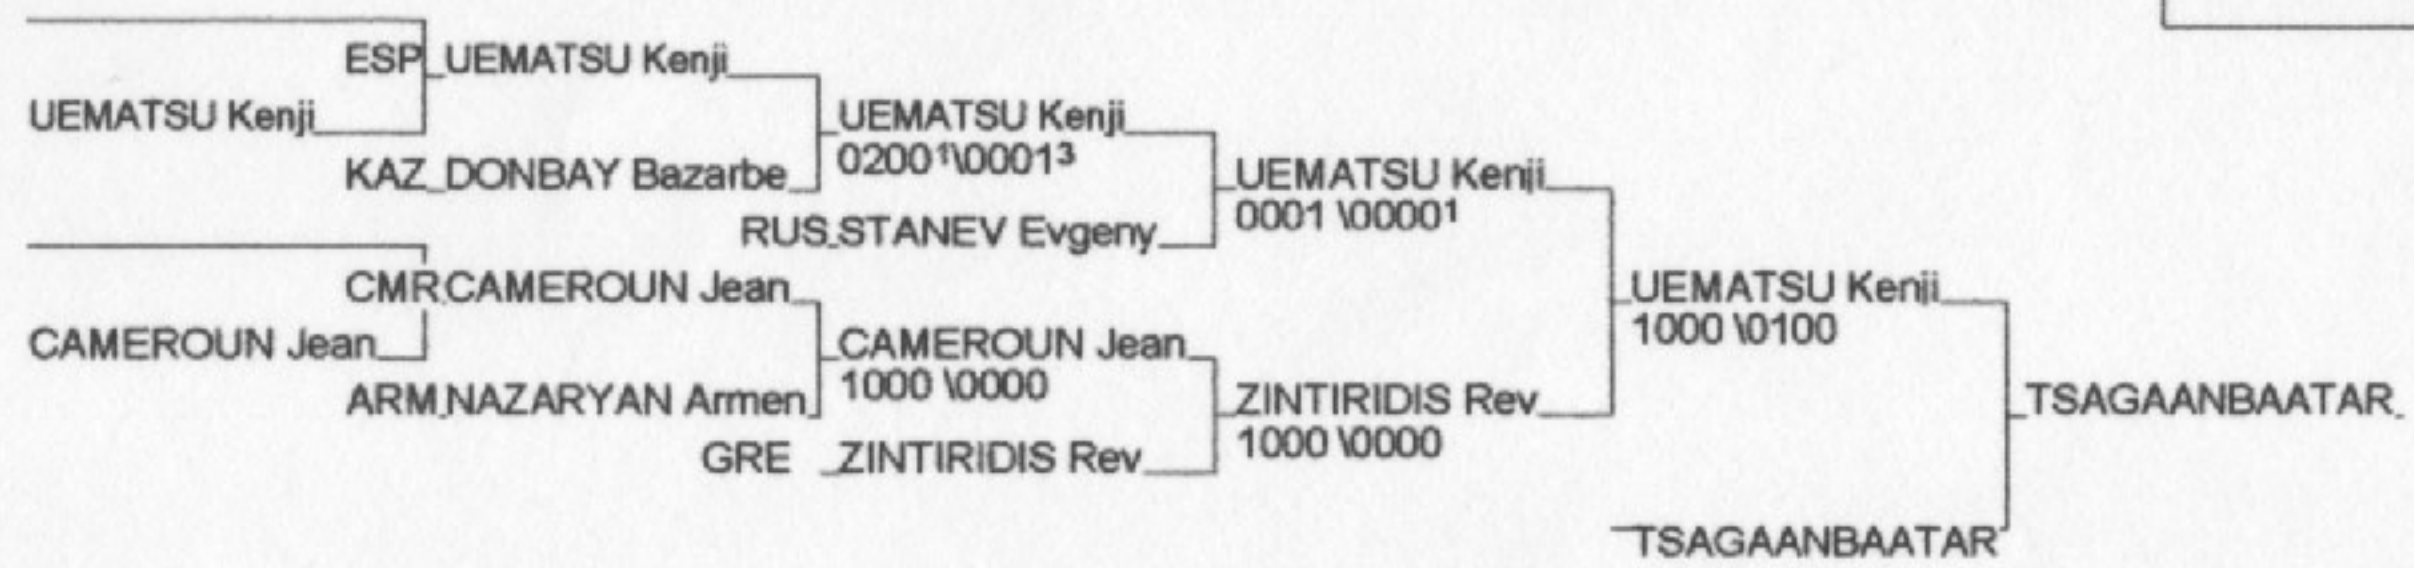 ESP UEMATSU Kenji
UEMATSU Kenji
UEMATSU Kenji
0200¹\0001³
KAZ DONBAY Bazarbe
UEMATSU Kenji
0001 \0000¹
RUS STANEV Evgeny
CMR CAMEROUN Jean
UEMATSU Kenji
1000 \0100
CAMEROUN Jean
CAMEROUN Jean
1000 \0000
ARM NAZARYAN Armen
ZINTIRIDIS Rev
1000 \0000
TSAGAANBAATAR
GRE ZINTIRIDIS Rev
TSAGAANBAATAR